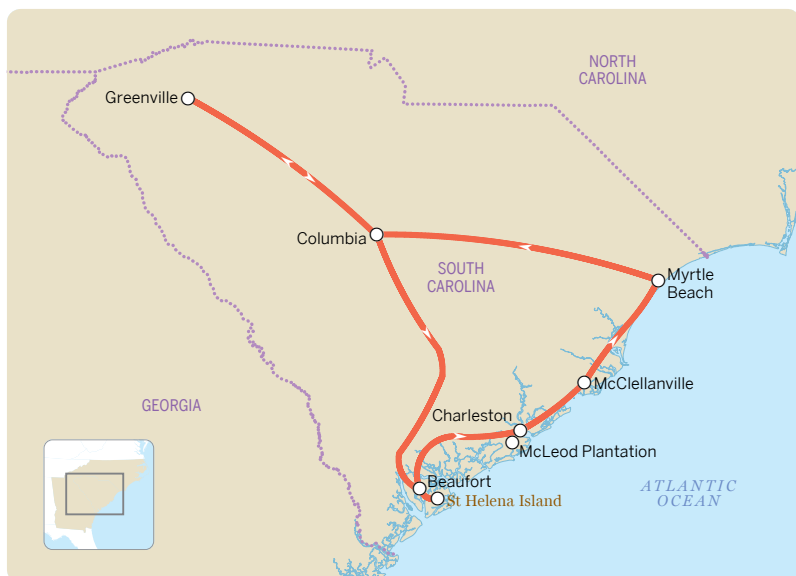 NORTH
CAROLINA
Greenville
Columbia
SOUTH
CAROLINA
Myrtle
Beach
McClellanville
GEORGIA
Charleston
McLeod Plantation
Beaufort
St Helena Island
ATLANTIC
OCEAN